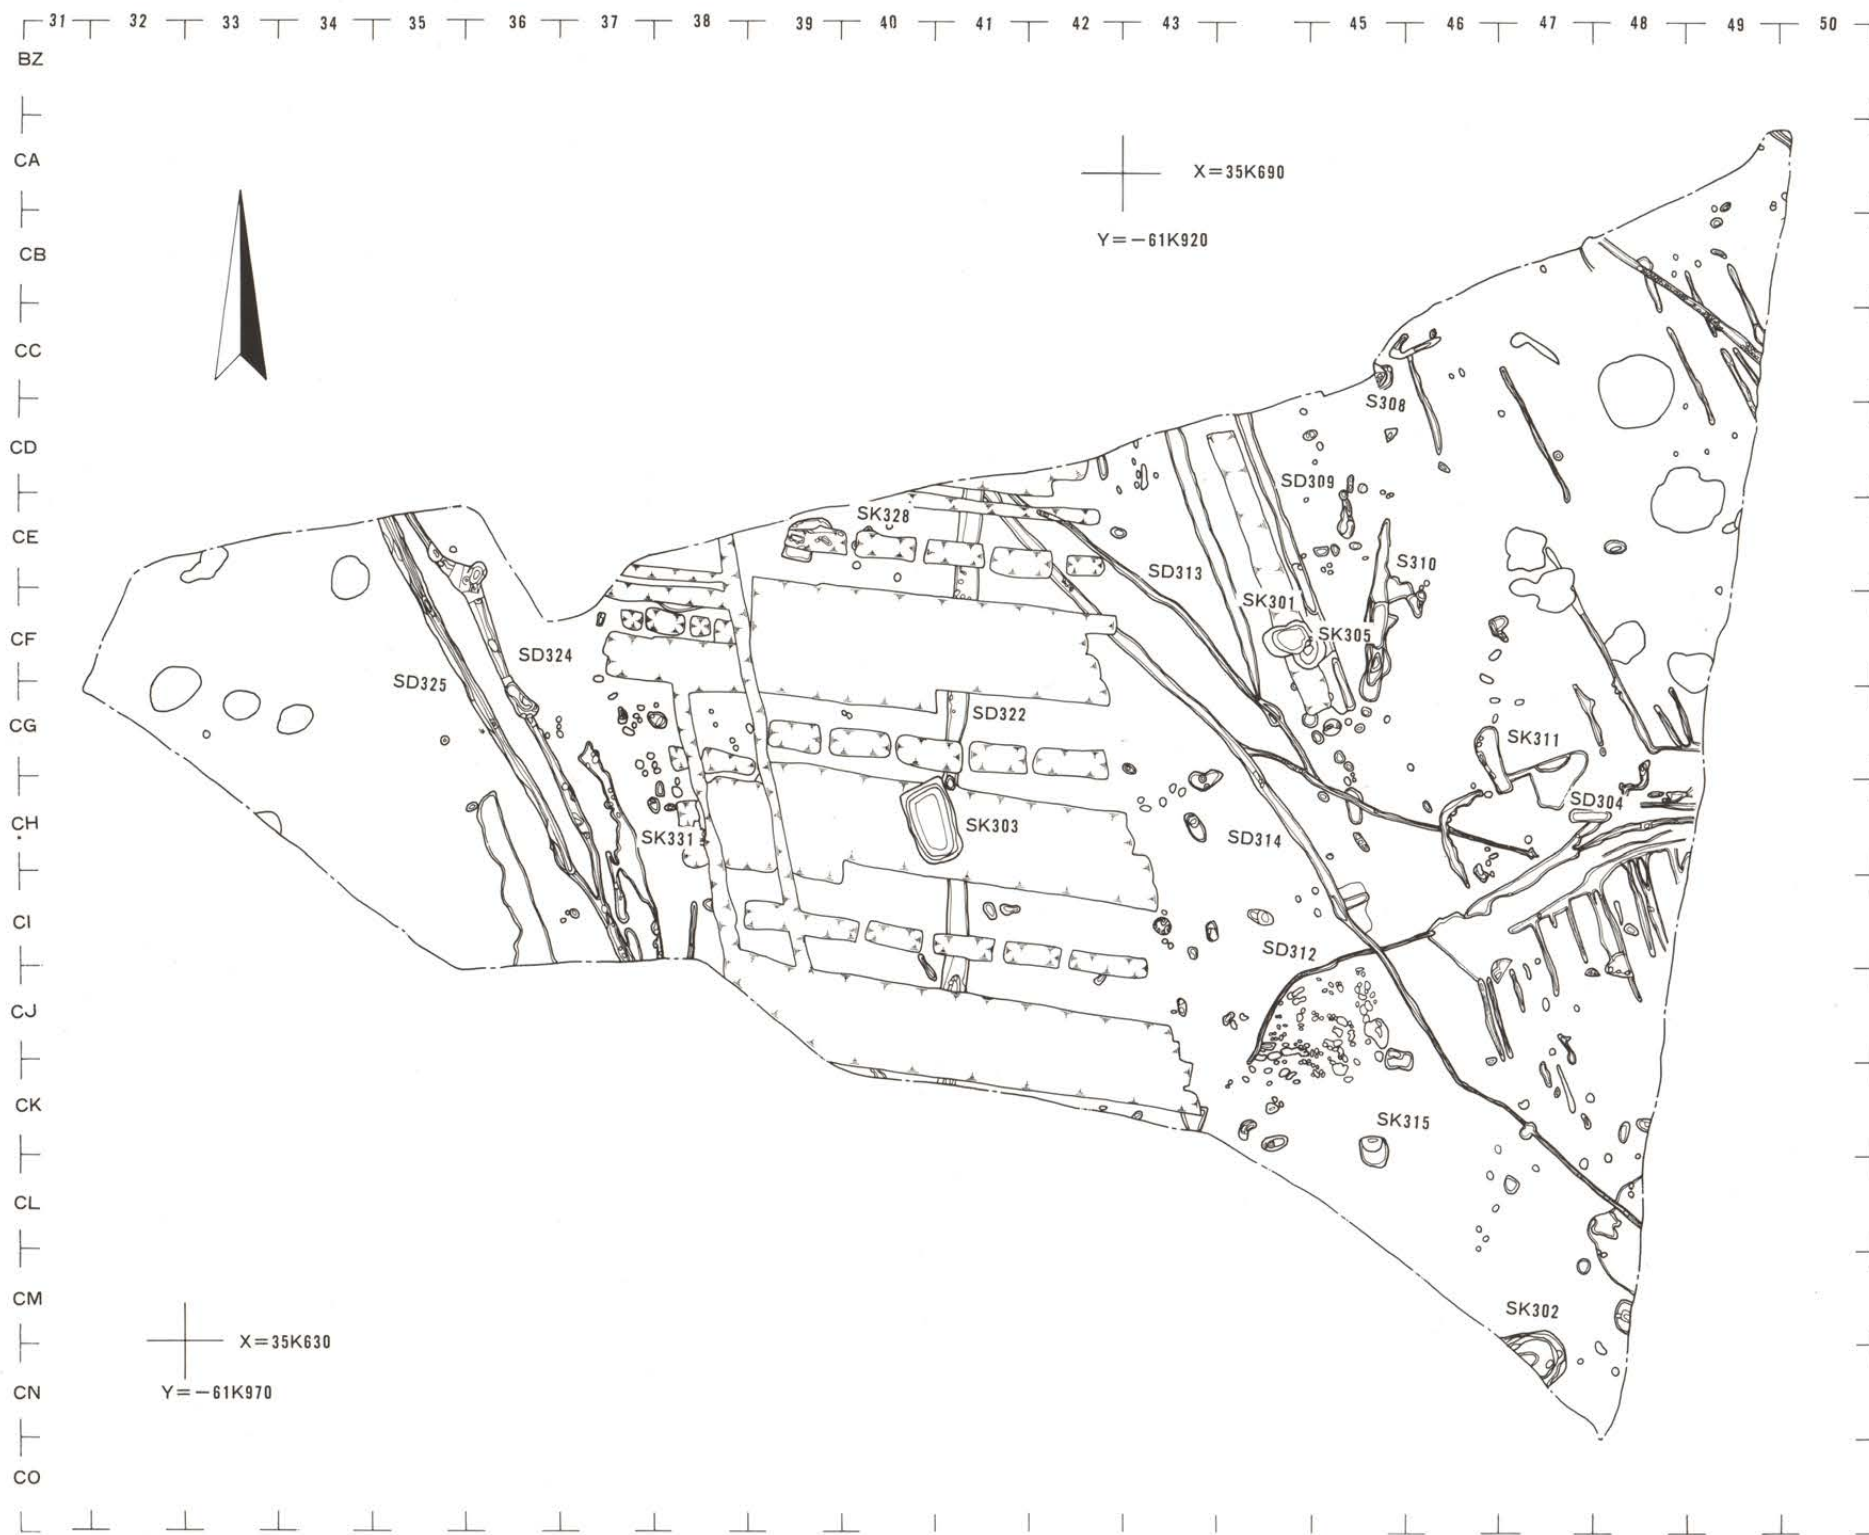 31 32 33 34 35 36 37 38 39 40 41 42 43 45 46 47 48 49 50
BZ
CA
X=35K690
Y=-61K920
CB
CC
S308
CD
SD309
SK328
CE
S310
SD313
SK301
SK305
CF
SD324
SD325
SD322
CG
SK311
SD304
CH
SK303
SK331
SD314
CI
SD312
CJ
CK
SK315
CL
CM
SK302
X=35K630
CN
Y=-61K970
CO